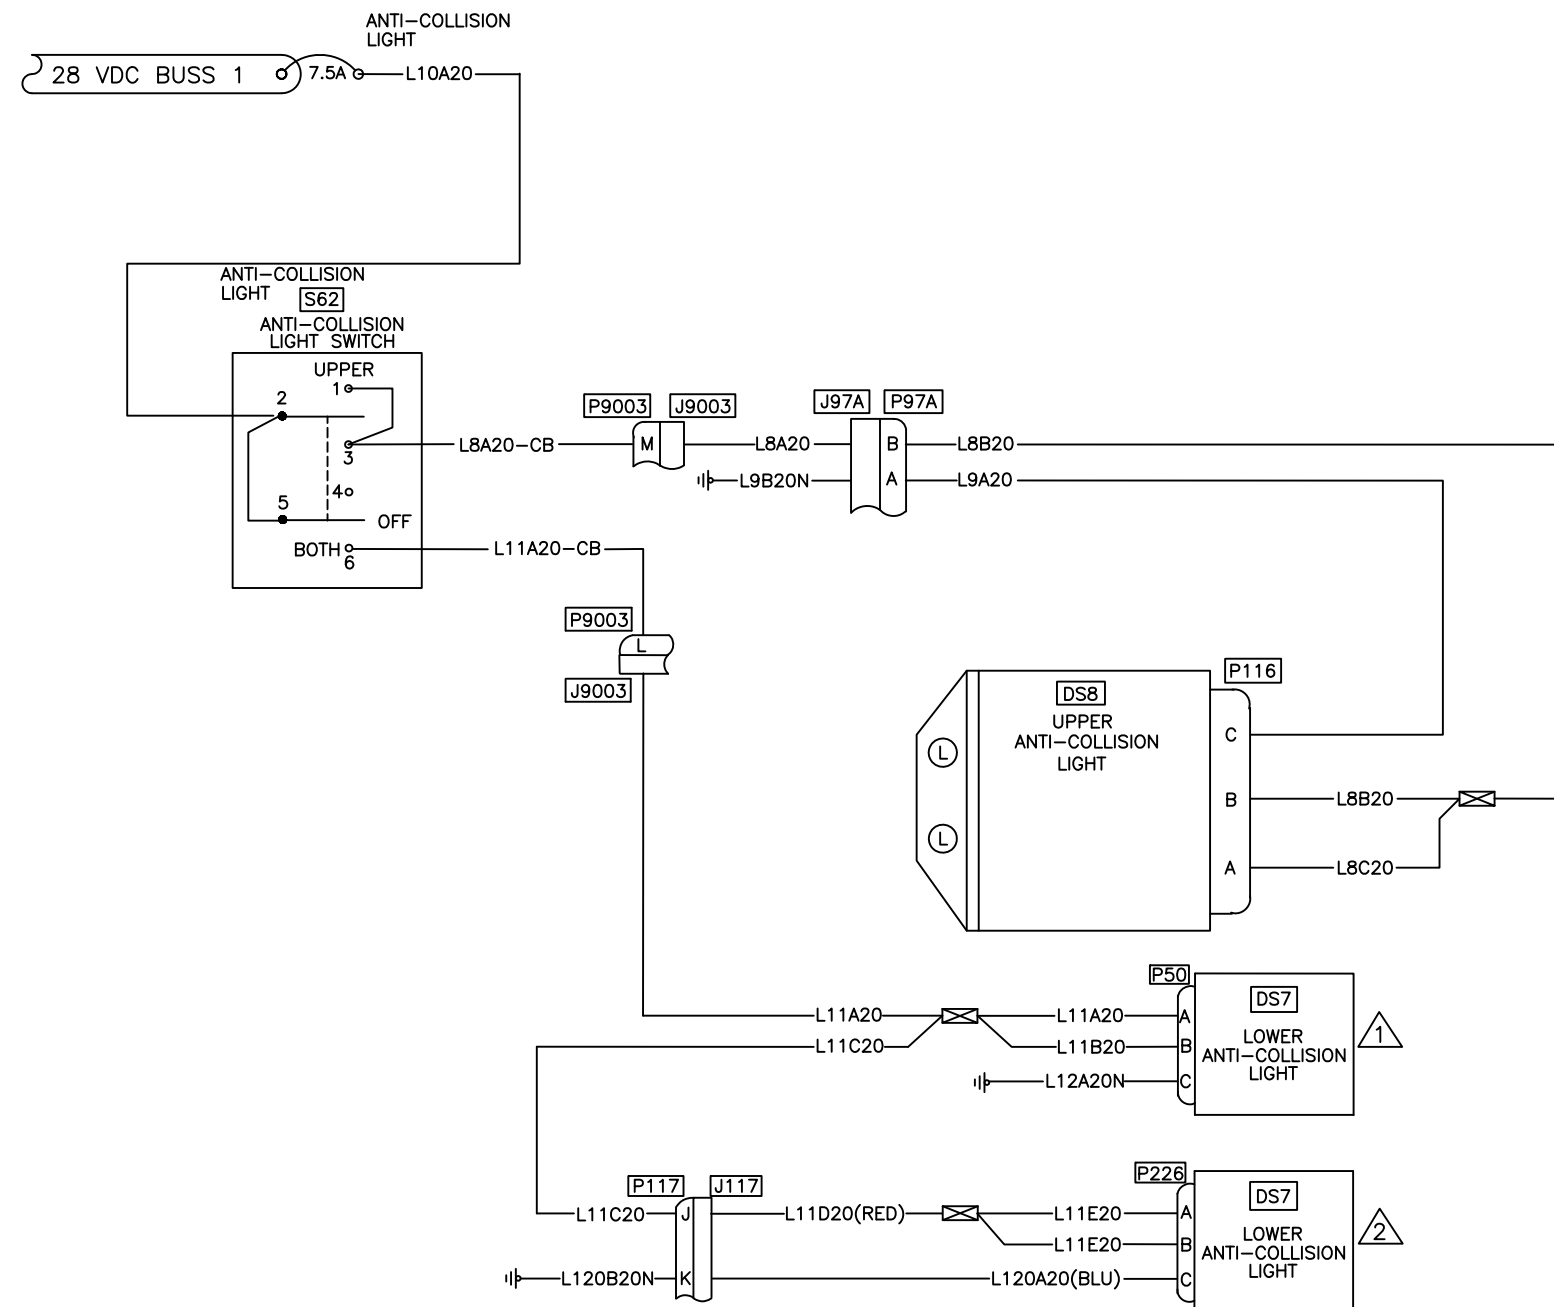 ANTI-COLLISION
LIGHT
28 VDC BUSS 1
7.5A
L10A20
ANTI-COLLISION
LIGHT
S62
ANTI-COLLISION
LIGHT SWITCH
UPPER
1
2
3
4
5
OFF
BOTH
6
L8A20-CB
P9003
J9003
M
L8A20
L9B20N
J97A
P97A
B
A
L8B20
L9A20
L11A20-CB
P9003
L
J9003
P116
DS8
UPPER
ANTI-COLLISION
LIGHT
L
L
C
B
A
L8B20
L8C20
P50
DS7
LOWER
ANTI-COLLISION
LIGHT
1
A
B
C
L11A20
L11A20
L11C20
L11B20
L12A20N
P117
J117
P226
DS7
LOWER
ANTI-COLLISION
LIGHT
2
L11C20
J
L11D20(RED)
L11E20
A
L11E20
B
L120B20N
K
L120A20(BLU)
C